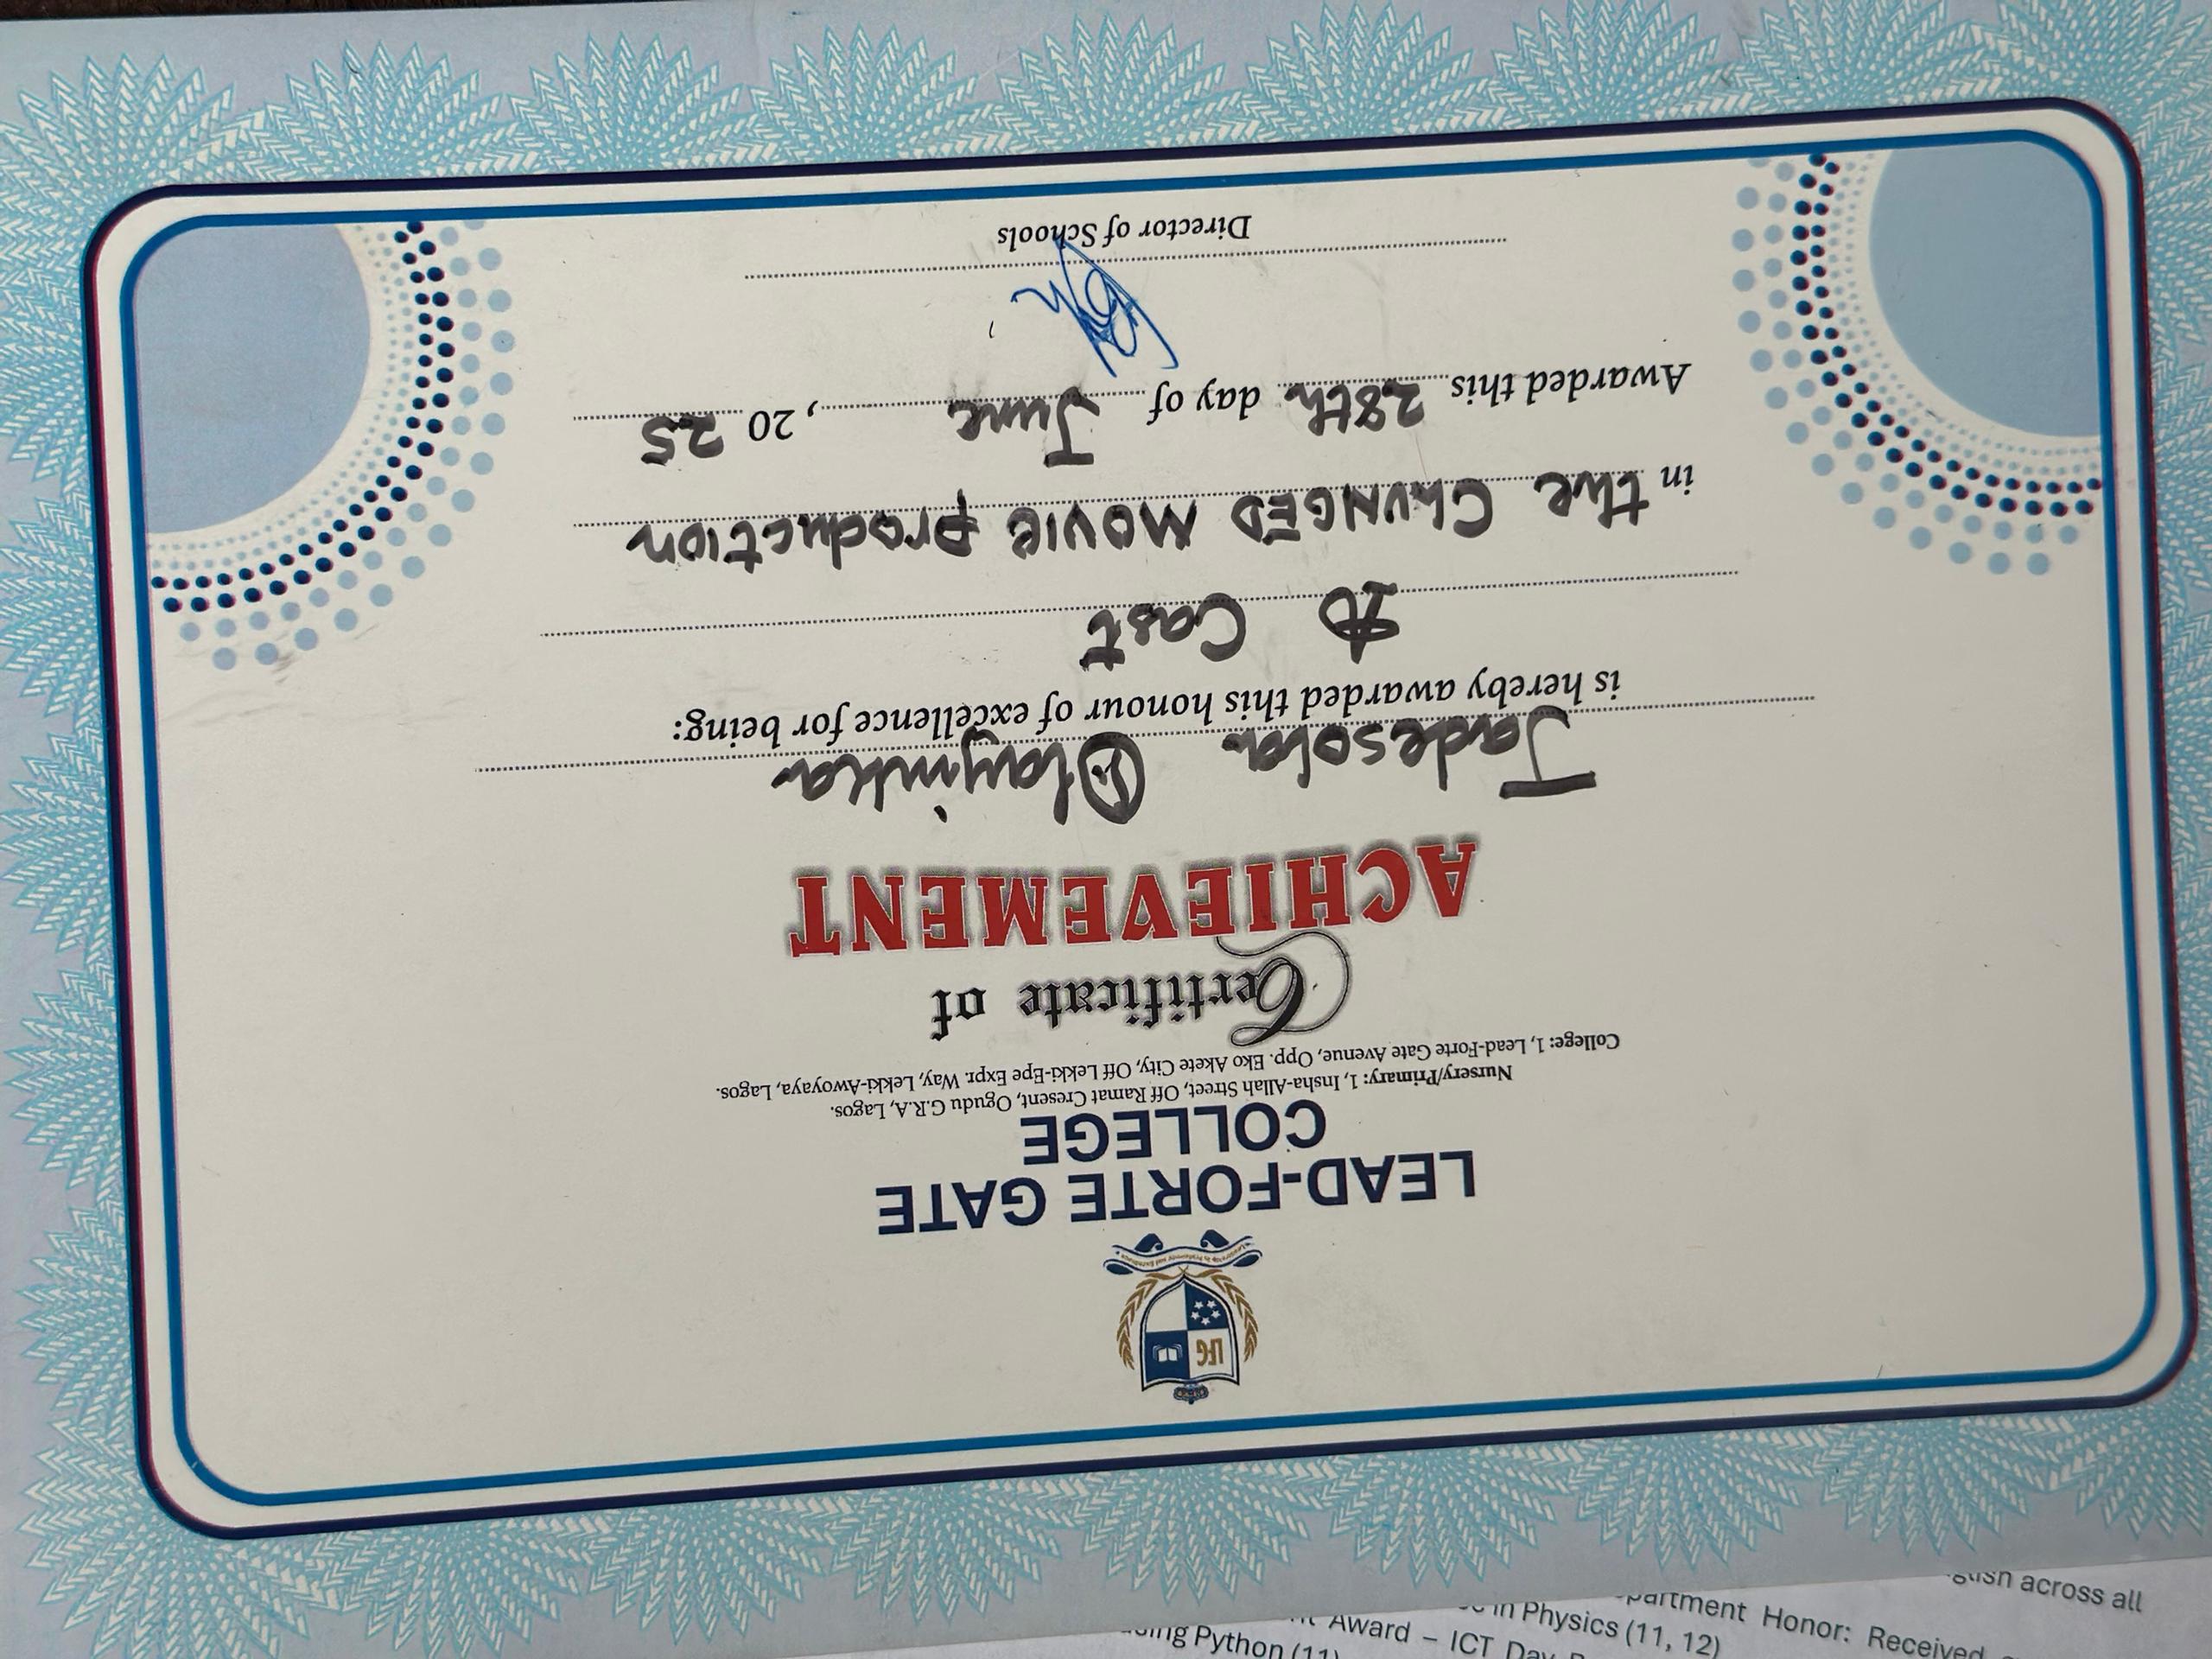 LFG
LEAD-FORTE GATE
COLLEGE
Nursery/Primary: 1, Insha-Allah Street, Off Ramat Cresent, Ogudu G.R.A, Lagos.
College: 1, Lead-Forte Gate Avenue, Opp. Eko Akete City, Off Lekki-Epe Expr. Way, Lekki-Awoyaya, Lagos.
Certificate of
ACHIEVEMENT
Jadesola Olayinka
is hereby awarded this honour of excellence for being:
A Cast
in the CHANGED MOVIE production
Awarded this 28th day of June, 20 25
Director of Schools
across all
Honor: Received
in Physics (11, 12)
Award – ICT Day
Python (11)